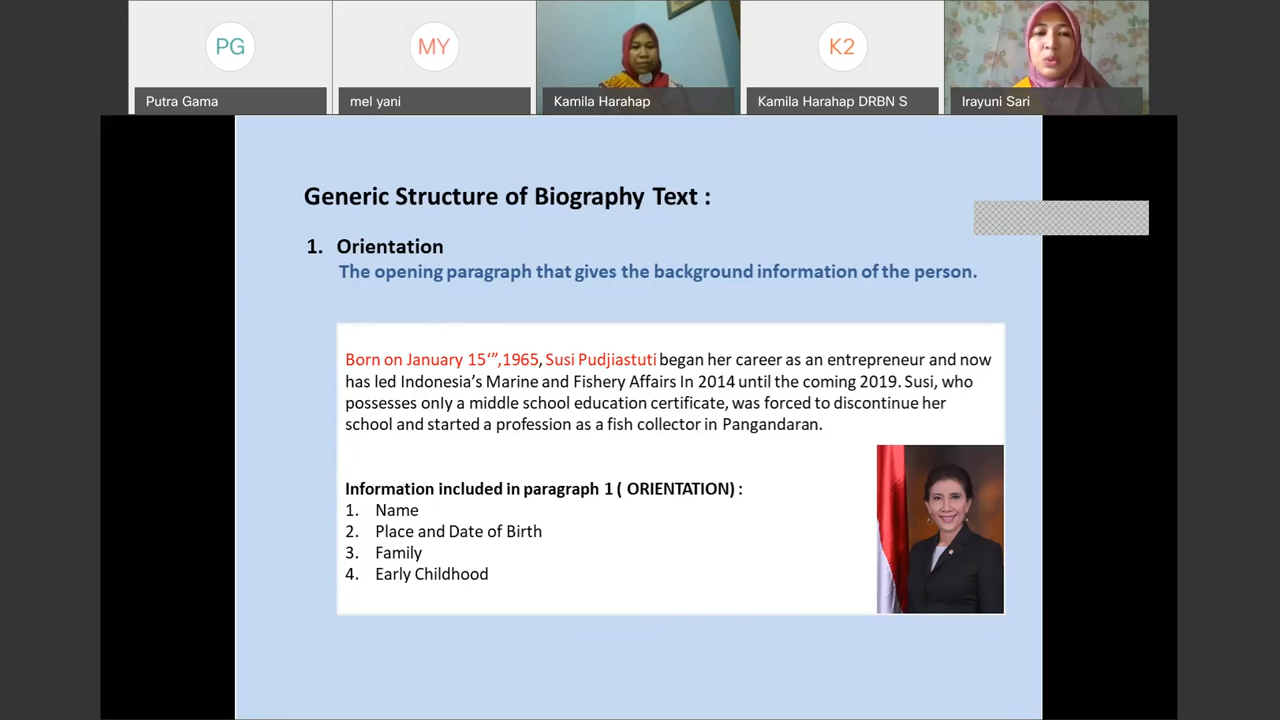 PG
MY
K2
Putra Gama
mel yani
Kamila Harahap
Kamila Harahap DRBN S
Irayuni Sari
Generic Structure of Biography Text :
1. Orientation
The opening paragraph that gives the background information of the person.
Born on January 15‘”,1965, Susi Pudjiastuti began her career as an entrepreneur and now
has led Indonesia’s Marine and Fishery Affairs In 2014 until the coming 2019. Susi, who
possesses only a middle school education certificate, was forced to discontinue her
school and started a profession as a fish collector in Pangandaran.
Information included in paragraph 1 ( ORIENTATION) :
1. Name
2. Place and Date of Birth
3. Family
4. Early Childhood